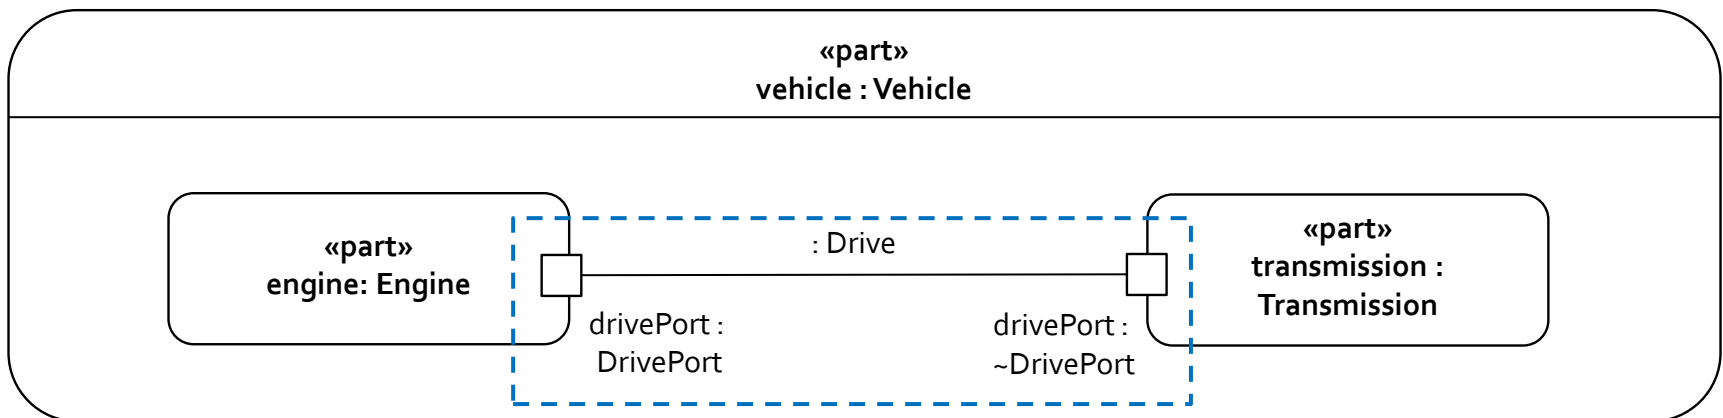 «part»
vehicle : Vehicle
«part»
engine: Engine
: Drive
drivePort :
DrivePort
drivePort :
~DrivePort
«part»
transmission :
Transmission